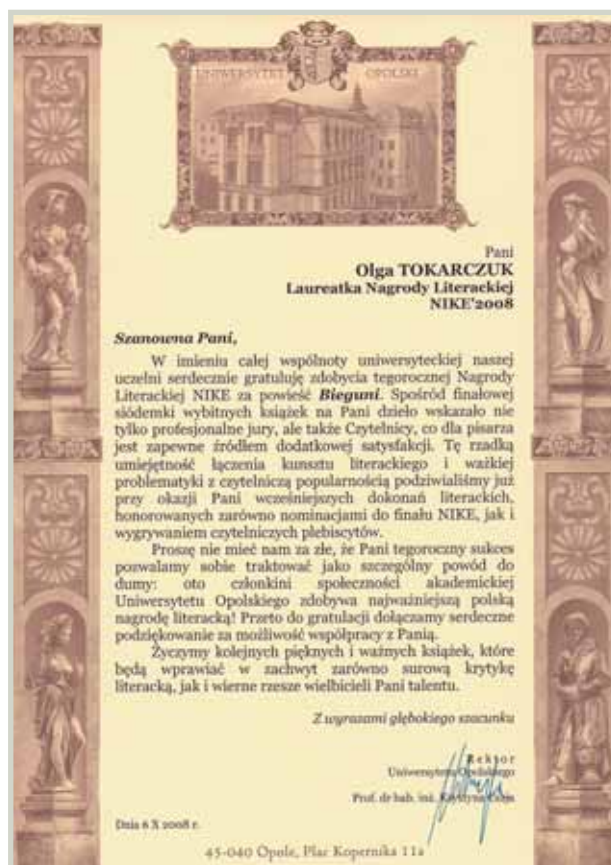 UNIWERSYTET OPOLSKI
Pani
Olga TOKARCZUK
Laureatka Nagrody Literackiej
NIKE'2008
Szanowna Pani,
W imieniu całej wspólnoty uniwersyteckiej naszej
uczelni serdecznie gratuluję zdobycia tegorocznej Nagrody
Literackiej NIKE za powieść Bieguni. Spośród finałowej
siódemki wybitnych książek na Pani dzieło wskazało nie
tylko profesjonalne jury, ale także Czytelnicy, co dla pisarza
jest zapewne źródłem dodatkowej satysfakcji. Tę rzadką
umiejętność łączenia kunsztu literackiego i ważkiej
problematyki z czytelniczą popularnością podziwialiśmy już
przy okazji Pani wcześniejszych dokonań literackich,
honorowanych zarówno nominacjami do finału NIKE, jak i
wygrywaniem czytelniczych plebiscytów.
Proszę nie mieć nam za złe, że Pani tegoroczny sukces
pozwalamy sobie traktować jako szczególny powód do
dumy: oto członkini społeczności akademickiej
Uniwersytetu Opolskiego zdobywa najważniejszą polską
nagrodę literacką! Przeto do gratulacji dołączamy serdeczne
podziękowanie za możliwość współpracy z Panią.
Życzymy kolejnych pięknych i ważnych książek, które
będą wprawiać w zachwyt zarówno surową krytykę
literacką, jak i wierne rzesze wielbicieli Pani talentu.
Z wyrazami głębokiego szacunku
Rektor
Uniwersytetu Opolskiego
Prof. dr hab. inż. Krystyna
Dnia 6 X 2008 r.
45-040 Opole, Plac Kopernika 11a